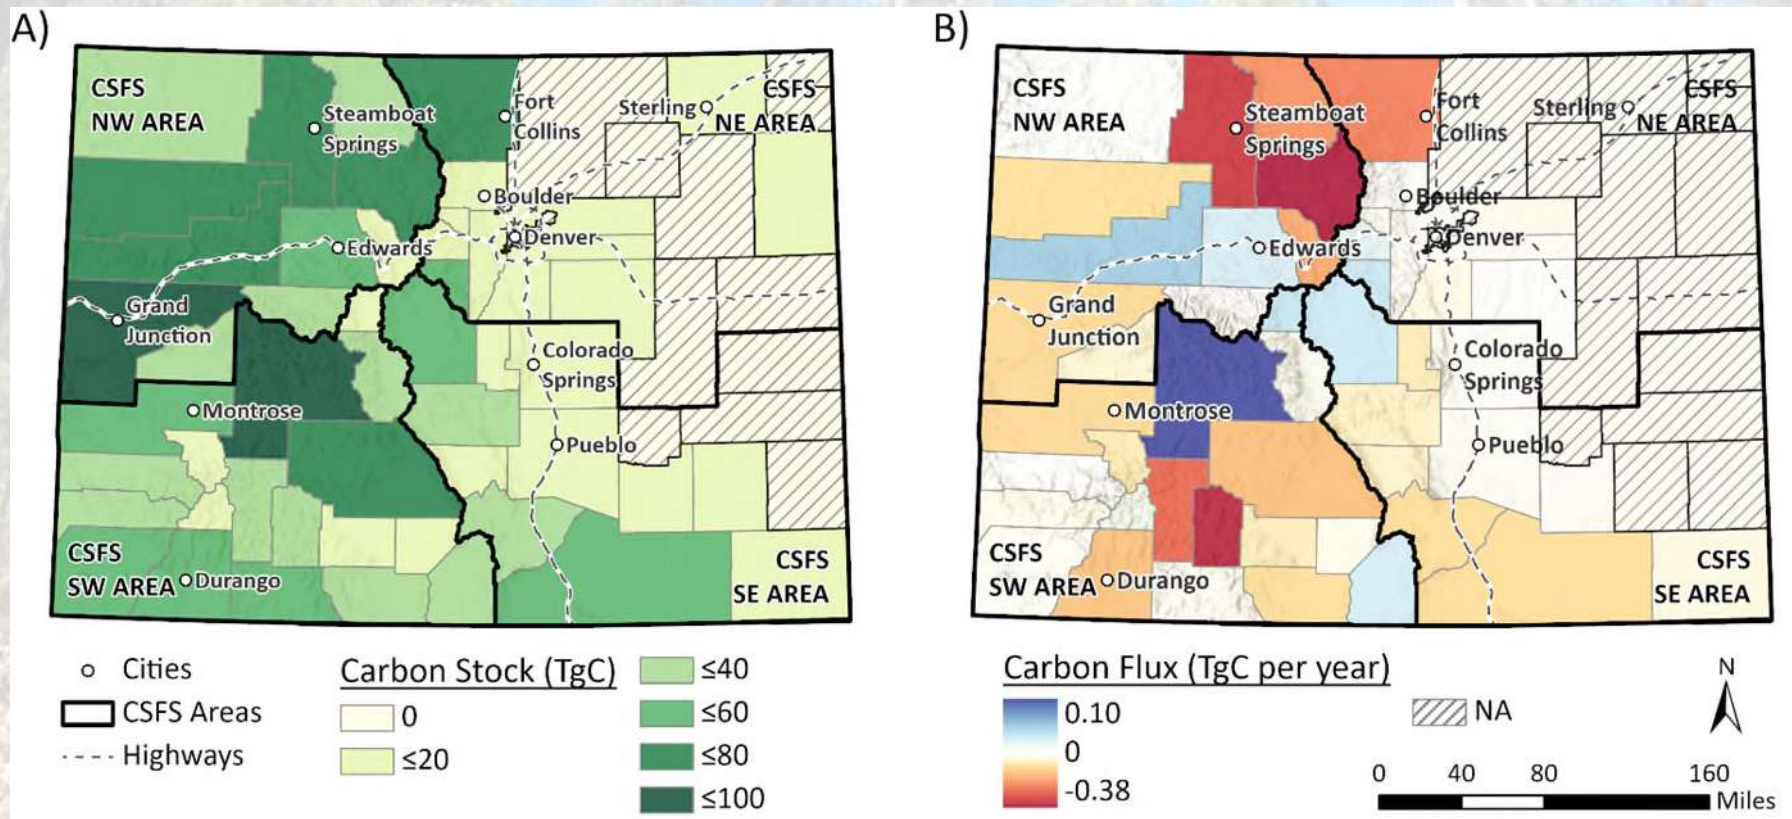 A)
CSFS
NW AREA
Steamboat
Springs
Fort
Collins
Sterling
CSFS
NE AREA
Boulder
Edwards
Denver
Grand
Junction
Colorado
Springs
Montrose
Pueblo
CSFS
SW AREA
Durango
CSFS
SE AREA
Cities
CSFS Areas
Highways
Carbon Stock (TgC)
0
≤20
≤40
≤60
≤80
≤100
B)
CSFS
NW AREA
Steamboat
Springs
Fort
Collins
Sterling
CSFS
NE AREA
Boulder
Edwards
Denver
Grand
Junction
Colorado
Springs
Montrose
Pueblo
CSFS
SW AREA
Durango
CSFS
SE AREA
Carbon Flux (TgC per year)
0.10
0
-0.38
NA
N
0 40 80 160
Miles